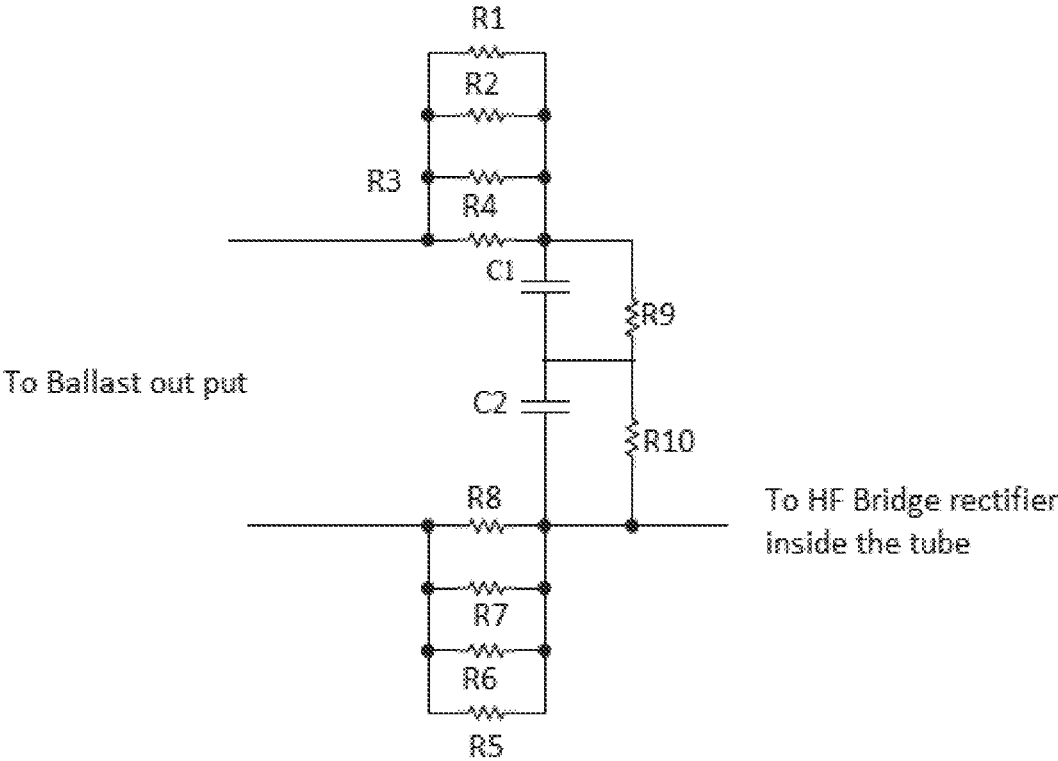 R1
R2
R3
R4
C1
R9
To Ballast out put
C2
R10
R8
To HF Bridge rectifier
inside the tube
R7
R6
R5